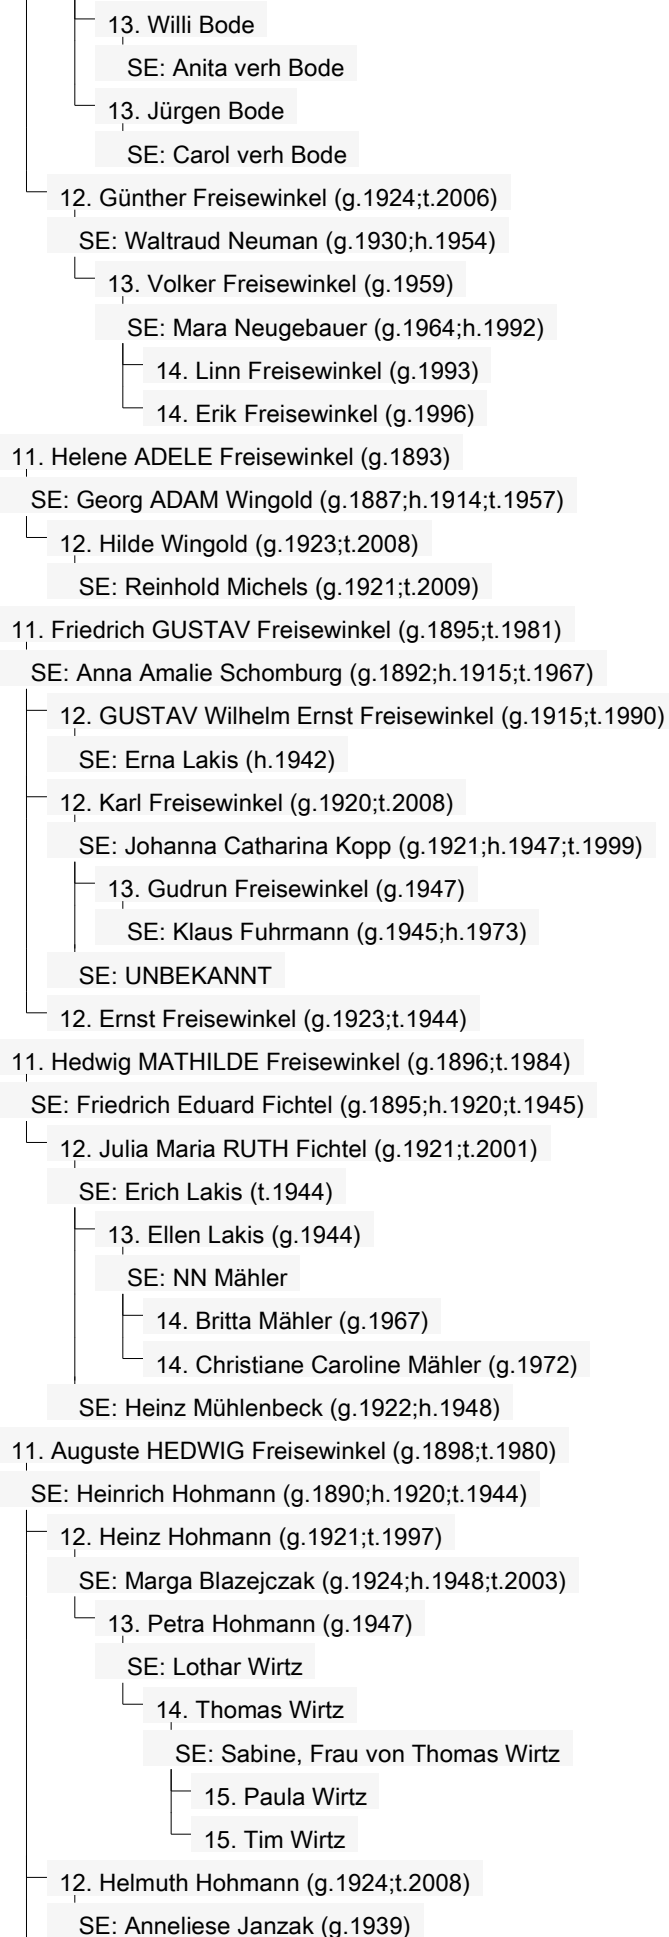 13. Willi Bode
SE: Anita verh Bode
13. Jürgen Bode
SE: Carol verh Bode
12. Günther Freisewinkel (g.1924;t.2006)
SE: Waltraud Neuman (g.1930;h.1954)
13. Volker Freisewinkel (g.1959)
SE: Mara Neugebauer (g.1964;h.1992)
14. Linn Freisewinkel (g.1993)
14. Erik Freisewinkel (g.1996)
11. Helene ADELE Freisewinkel (g.1893)
SE: Georg ADAM Wingold (g.1887;h.1914;t.1957)
12. Hilde Wingold (g.1923;t.2008)
SE: Reinhold Michels (g.1921;t.2009)
11. Friedrich GUSTAV Freisewinkel (g.1895;t.1981)
SE: Anna Amalie Schomburg (g.1892;h.1915;t.1967)
12. GUSTAV Wilhelm Ernst Freisewinkel (g.1915;t.1990)
SE: Erna Lakis (h.1942)
12. Karl Freisewinkel (g.1920;t.2008)
SE: Johanna Catharina Kopp (g.1921;h.1947;t.1999)
13. Gudrun Freisewinkel (g.1947)
SE: Klaus Fuhrmann (g.1945;h.1973)
SE: UNBEKANNT
12. Ernst Freisewinkel (g.1923;t.1944)
11. Hedwig MATHILDE Freisewinkel (g.1896;t.1984)
SE: Friedrich Eduard Fichtel (g.1895;h.1920;t.1945)
12. Julia Maria RUTH Fichtel (g.1921;t.2001)
SE: Erich Lakis (t.1944)
13. Ellen Lakis (g.1944)
SE: NN Mähler
14. Britta Mähler (g.1967)
14. Christiane Caroline Mähler (g.1972)
SE: Heinz Mühlenbeck (g.1922;h.1948)
11. Auguste HEDWIG Freisewinkel (g.1898;t.1980)
SE: Heinrich Hohmann (g.1890;h.1920;t.1944)
12. Heinz Hohmann (g.1921;t.1997)
SE: Marga Blazejczak (g.1924;h.1948;t.2003)
13. Petra Hohmann (g.1947)
SE: Lothar Wirtz
14. Thomas Wirtz
SE: Sabine, Frau von Thomas Wirtz
15. Paula Wirtz
15. Tim Wirtz
12. Helmuth Hohmann (g.1924;t.2008)
SE: Anneliese Janzak (g.1939)